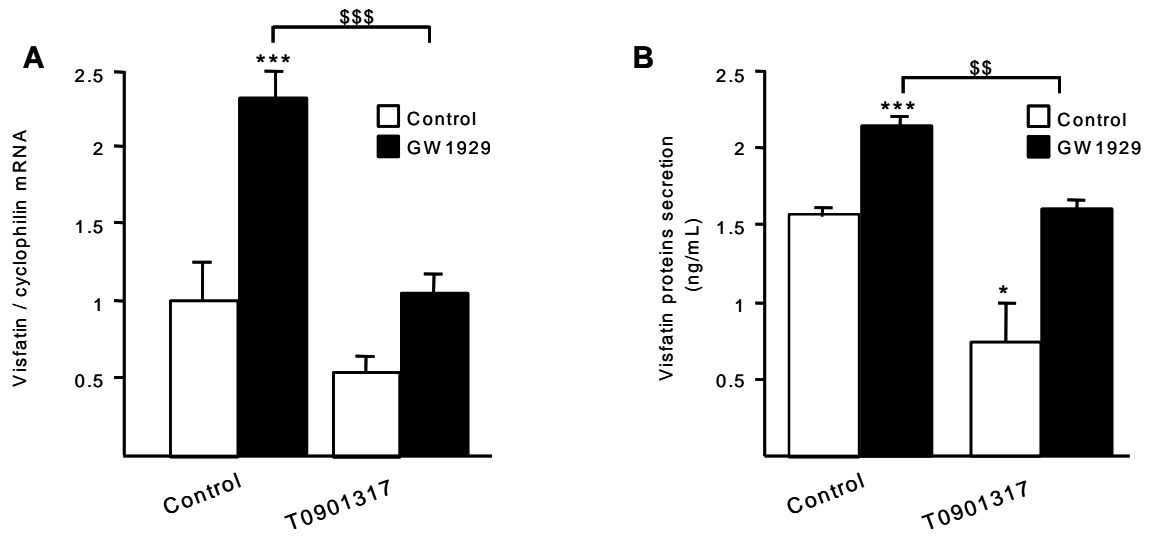 $$$
A
***
2.5
Control
GW1929
2
1.5
1
0.5
Visfatin / cyclophilin mRNA
Control
T0901317
B
$$
2.5
***
Control
GW1929
2
1.5
1
*
0.5
Visfatin proteins secretion
(ng/mL)
Control
T0901317